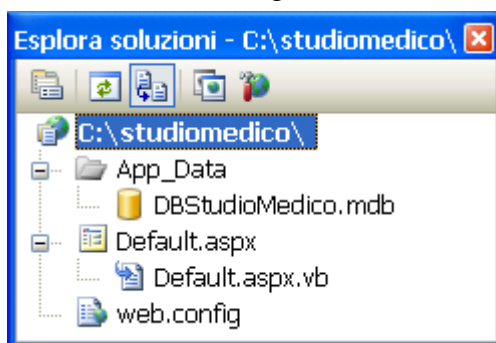 Esplora soluzioni - C:\studiomedico\
C:\studiomedico\
App_Data
DBStudioMedico.mdb
Default.aspx
Default.aspx.vb
web.config